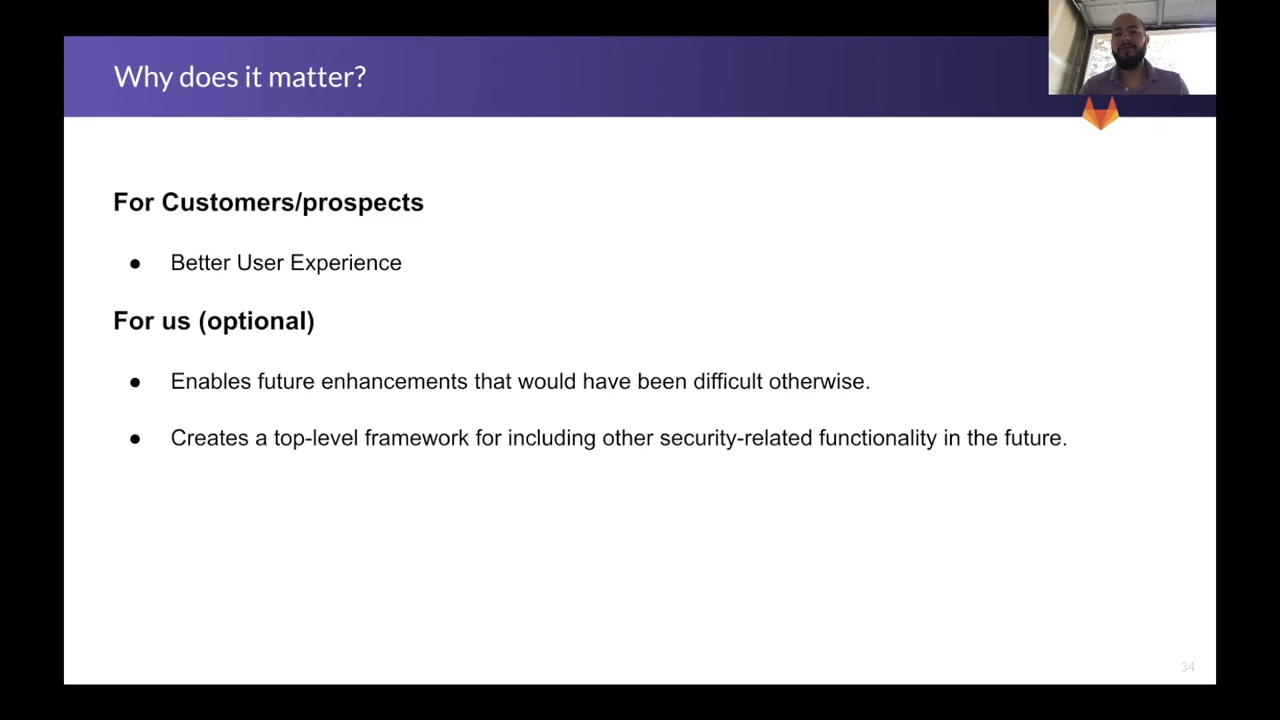 Why does it matter?
For Customers/prospects
● Better User Experience
For us (optional)
● Enables future enhancements that would have been difficult otherwise.
● Creates a top-level framework for including other security-related functionality in the future.
34